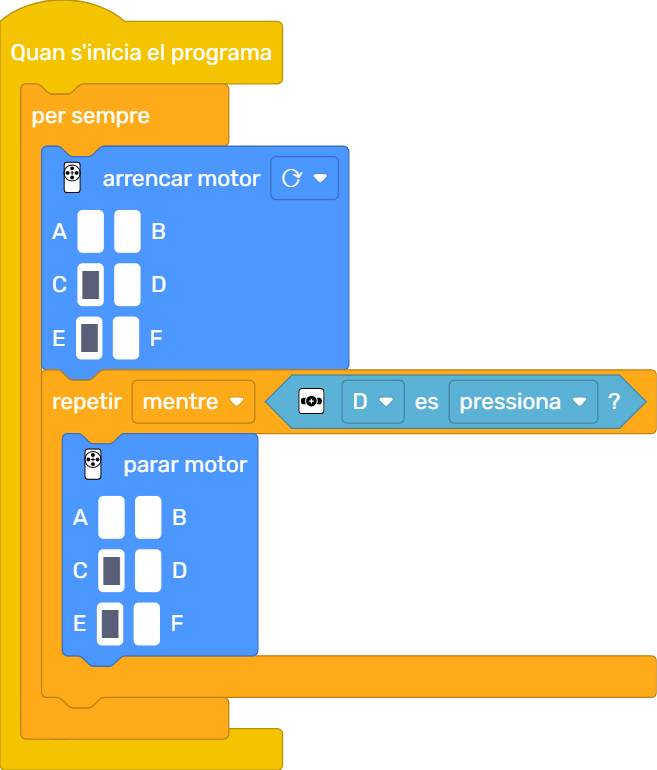 Quan s'inicia el programa
per sempre
arrencar motor
A B
C D
E F
repetir mentre D es pressiona ?
parar motor
A B
C D
E F